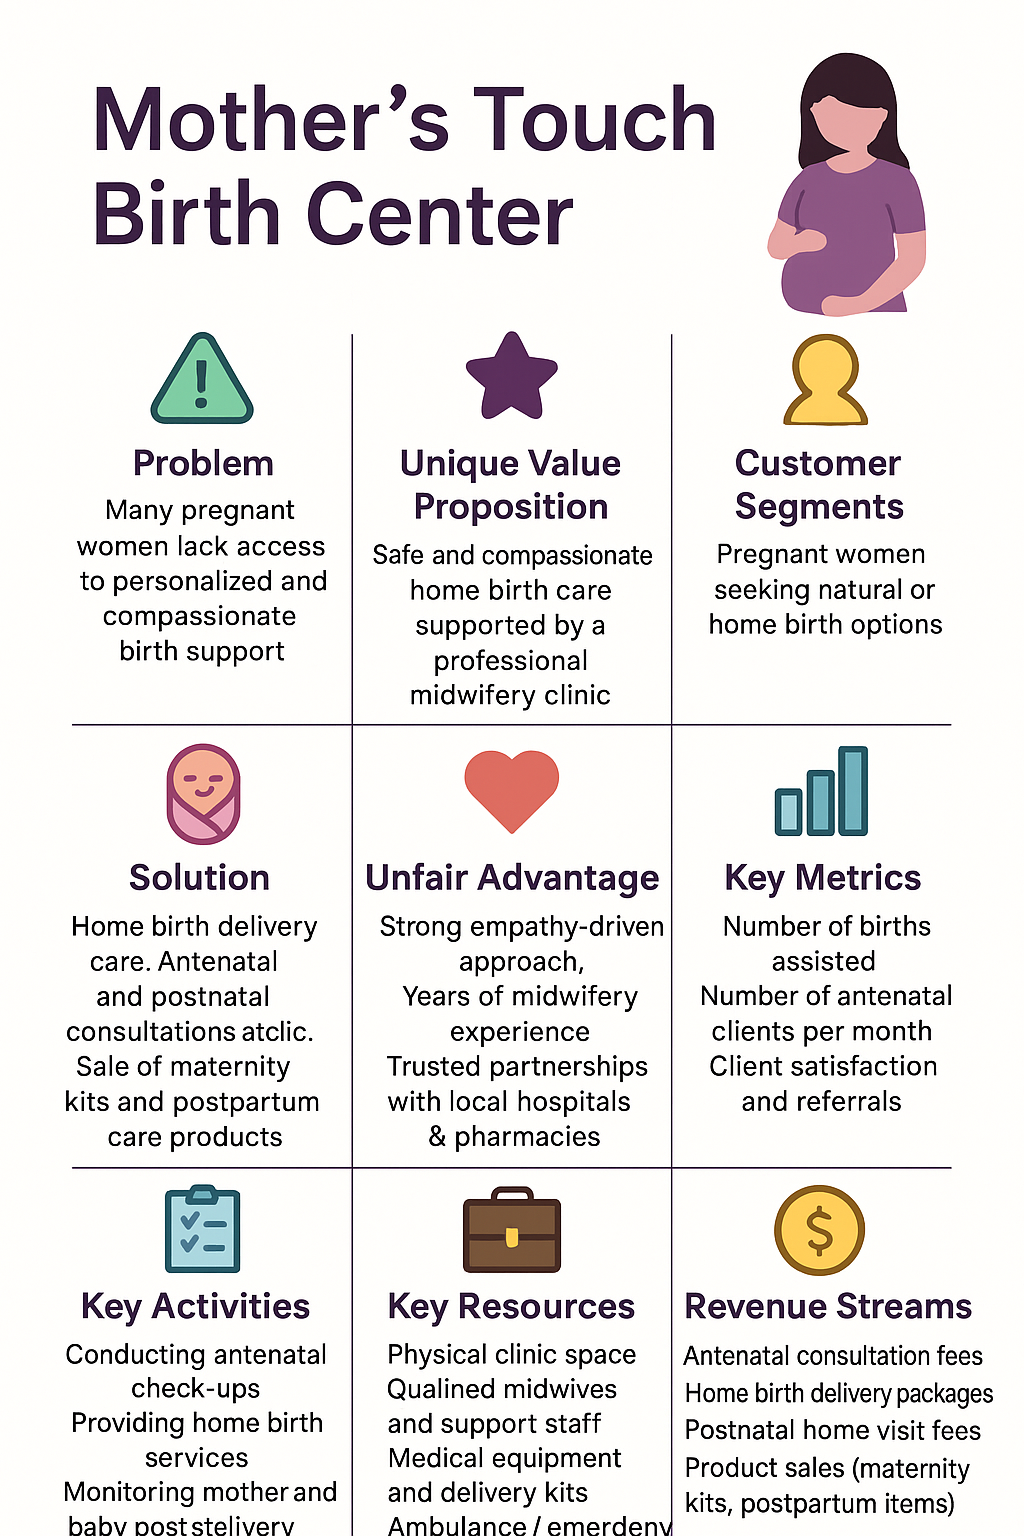 Mother’s Touch
Birth Center
Problem
Many pregnant
women lack access
to personalized and
compassionate
birth support
Unique Value
Proposition
Safe and compassionate
home birth care
supported by a
professional
midwifery clinic
Customer
Segments
Pregnant women
seeking natural or
home birth options
Solution
Home birth delivery
care. Antenatal
and postnatal
consultations atclic.
Sale of maternity
kits and postpartum
care products
Unfair Advantage
Strong empathy-driven
approach,
Years of midwifery
experience
Trusted partnerships
with local hospitals
& pharmacies
Key Metrics
Number of births
assisted
Number of antenatal
clients per month
Client satisfaction
and referrals
Key Activities
Conducting antenatal
check-ups
Providing home birth
services
Monitoring mother and
baby post stelivery
Key Resources
Physical clinic space
Qualined midwives
and support staff
Medical equipment
and delivery kits
Ambulance / emerdeny
Revenue Streams
Antenatal consultation fees
Home birth delivery packages
Postnatal home visit fees
Product sales (maternity
kits, postpartum items)
$